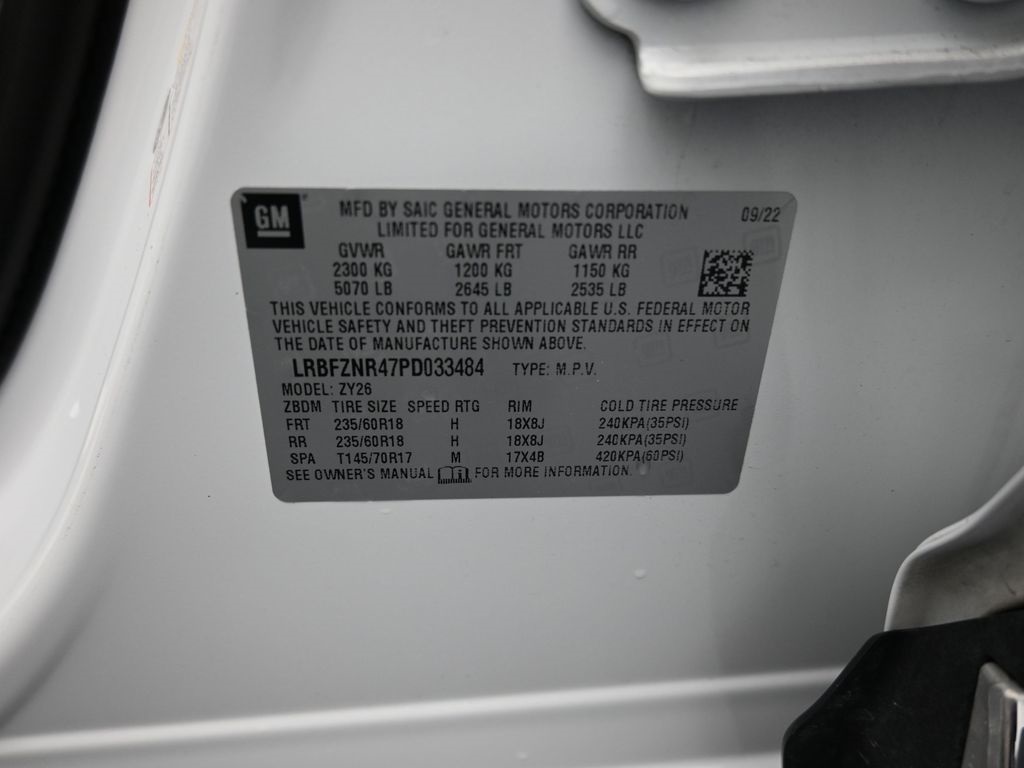 GM MFD BY SAIC GENERAL MOTORS CORPORATION 09/22
LIMITED FOR GENERAL MOTORS LLC
GVWR GAWR FRT GAWR RR
2300 KG 1200 KG 1150 KG
5070 LB 2645 LB 2535 LB
THIS VEHICLE CONFORMS TO ALL APPLICABLE U.S. FEDERAL MOTOR
VEHICLE SAFETY AND THEFT PREVENTION STANDARDS IN EFFECT ON
THE DATE OF MANUFACTURE SHOWN ABOVE.
LRBFZNR47PD033484 TYPE: M.P.V.
MODEL: ZY26
ZBDM TIRE SIZE SPEED RTG RIM COLD TIRE PRESSURE
FRT 235/60R18 H 18X8J 240KPA(35PSI)
RR 235/60R18 H 18X8J 240KPA(35PSI)
SPA T145/70R17 M 17X4B 420KPA(60PSI)
SEE OWNER'S MANUAL FOR MORE INFORMATION.